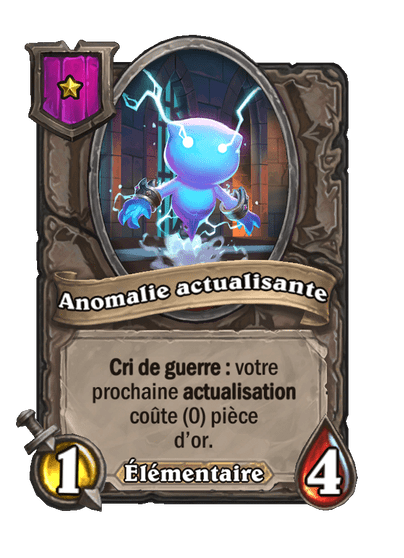 Anomalie actualisante
Cri de guerre : votre
prochaine actualisation
coûte (0) pièce
d'or.
1
Élémentaire
4